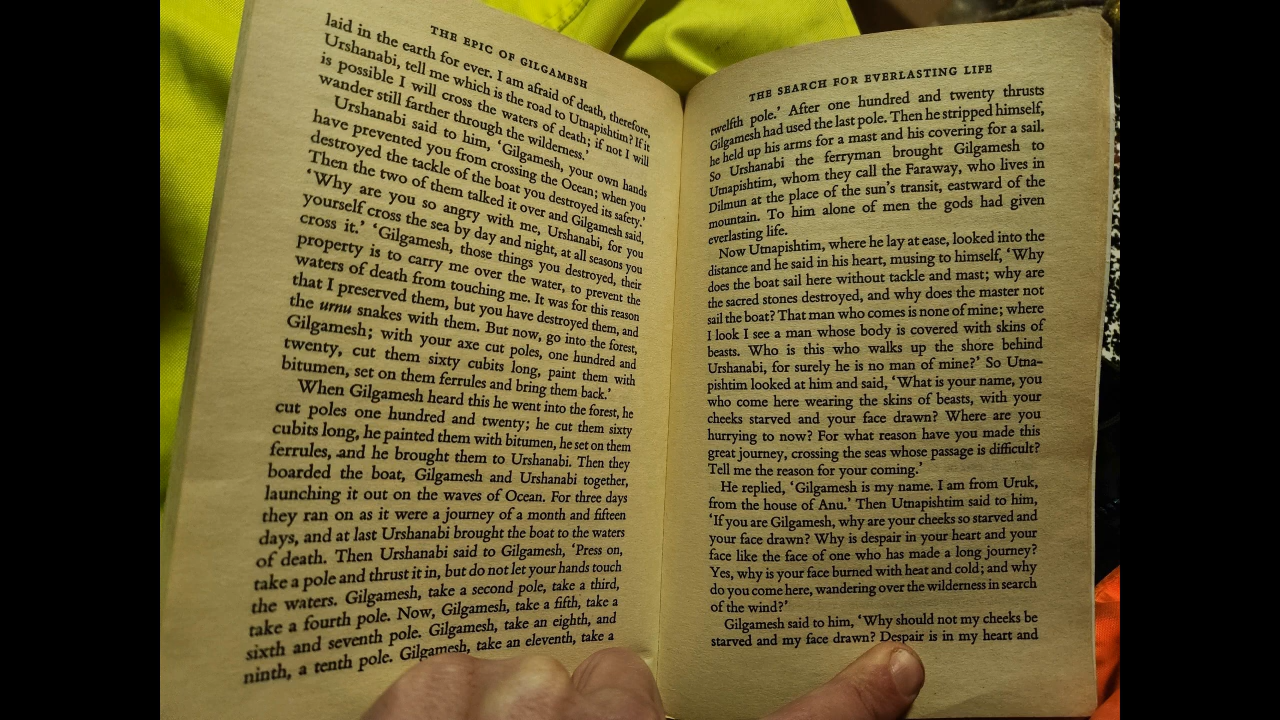 THE EPIC OF GILGAMESH
laid in the earth for ever. I am afraid of death, therefore,
Urshanabi, tell me which is the road to Utnapishtim? If it
is possible I will cross the waters of death; if not I will
wander still farther through the wilderness.'
Urshanabi said to him, 'Gilgamesh, your own hands
have prevented you from crossing the Ocean; when you
destroyed the tackle of the boat you destroyed its safety.'
Then the two of them talked it over and Gilgamesh said,
'Why are you so angry with me, Urshanabi, for you
yourself cross the sea by day and night, at all seasons you
cross it.' 'Gilgamesh, those things you destroyed, their
property is to carry me over the water, to prevent the
waters of death from touching me. It was for this reason
that I preserved them, but you have destroyed them, and
the urnu snakes with them. But now, go into the forest,
Gilgamesh; with your axe cut poles, one hundred and
twenty, cut them sixty cubits long, paint them with
bitumen, set on them ferrules and bring them back.'
When Gilgamesh heard this he went into the forest, he
cut poles one hundred and twenty; he cut them sixty
cubits long, he painted them with bitumen, he set on them
ferrules, and he brought them to Urshanabi. Then they
boarded the boat, Gilgamesh and Urshanabi together,
launching it out on the waves of Ocean. For three days
they ran on as it were a journey of a month and fifteen
days, and at last Urshanabi brought the boat to the waters
of death. Then Urshanabi said to Gilgamesh, 'Press on,
take a pole and thrust it in, but do not let your hands touch
the waters. Gilgamesh, take a second pole, take a third,
take a fourth pole. Now, Gilgamesh, take a fifth, take a
sixth and seventh pole. Gilgamesh, take an eighth, and
ninth, a tenth pole. Gilgamesh, take an eleventh, take a
THE SEARCH FOR EVERLASTING LIFE
twelfth pole.' After one hundred and twenty thrusts
Gilgamesh had used the last pole. Then he stripped himself,
he held up his arms for a mast and his covering for a sail.
So Urshanabi the ferryman brought Gilgamesh to
Utnapishtim, whom they call the Faraway, who lives in
Dilmun at the place of the sun's transit, eastward of the
mountain. To him alone of men the gods had given
everlasting life.
Now Utnapishtim, where he lay at ease, looked into the
distance and he said in his heart, musing to himself, 'Why
does the boat sail here without tackle and mast; why are
the sacred stones destroyed, and why does the master not
sail the boat? That man who comes is none of mine; where
I look I see a man whose body is covered with skins of
beasts. Who is this who walks up the shore behind
Urshanabi, for surely he is no man of mine?' So Utna-
pishtim looked at him and said, 'What is your name, you
who come here wearing the skins of beasts, with your
cheeks starved and your face drawn? Where are you
hurrying to now? For what reason have you made this
great journey, crossing the seas whose passage is difficult?
Tell me the reason for your coming.'
He replied, 'Gilgamesh is my name. I am from Uruk,
from the house of Anu.' Then Utnapishtim said to him,
'If you are Gilgamesh, why are your cheeks so starved and
your face drawn? Why is despair in your heart and your
face like the face of one who has made a long journey?
Yes, why is your face burned with heat and cold; and why
do you come here, wandering over the wilderness in search
of the wind?'
Gilgamesh said to him, 'Why should not my cheeks be
starved and my face drawn? Despair is in my heart and